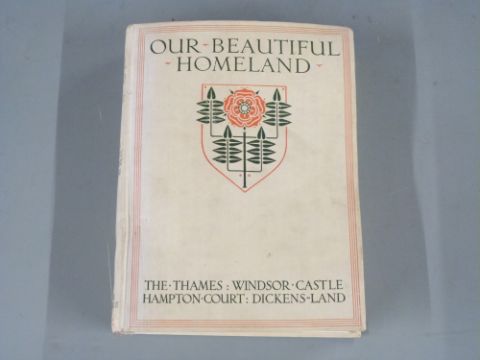 OUR·BEAUTIFUL
·HOMELAND·
THE·THAMES : WINDSOR·CASTLE
HAMPTON·COURT : DICKENS-LAND